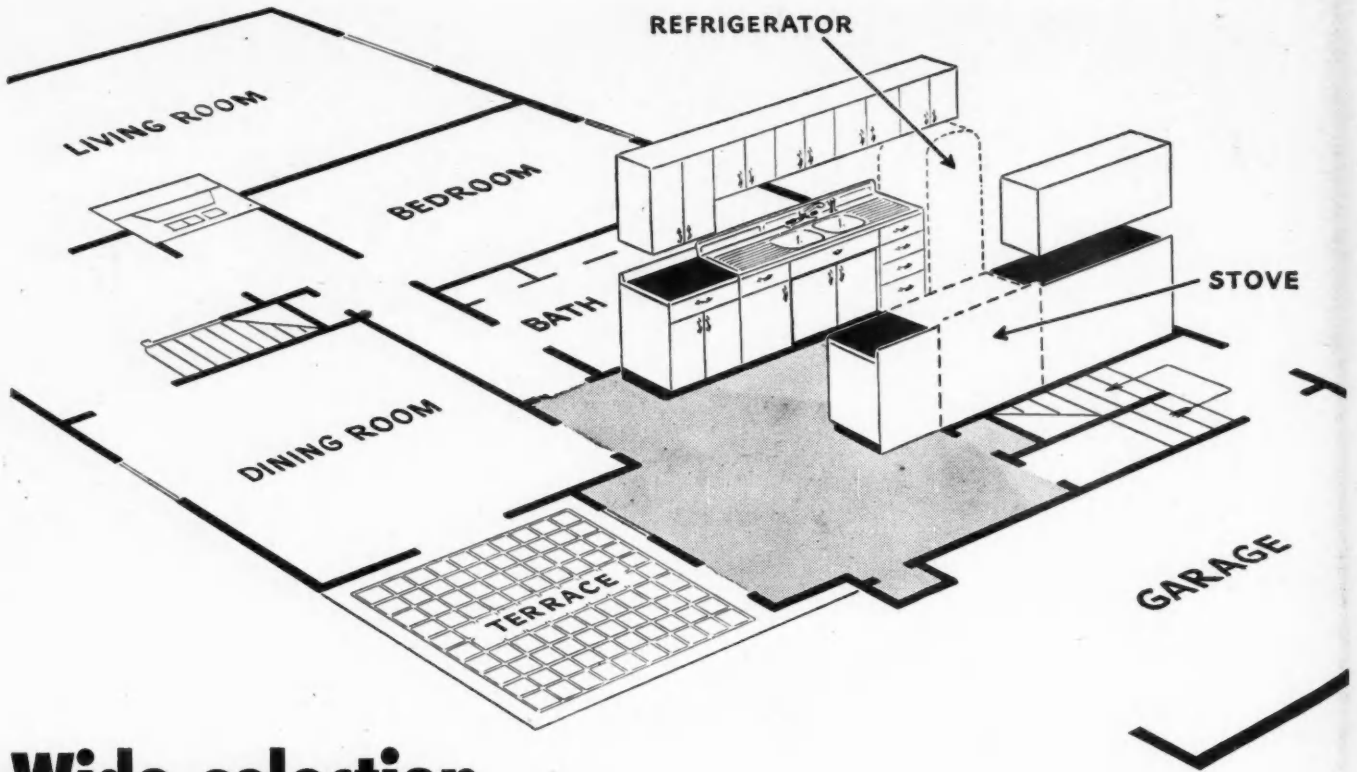 REFRIGERATOR
LIVING ROOM
BEDROOM
STOVE
BATH
DINING ROOM
TERRACE
GARAGE
Wide selection